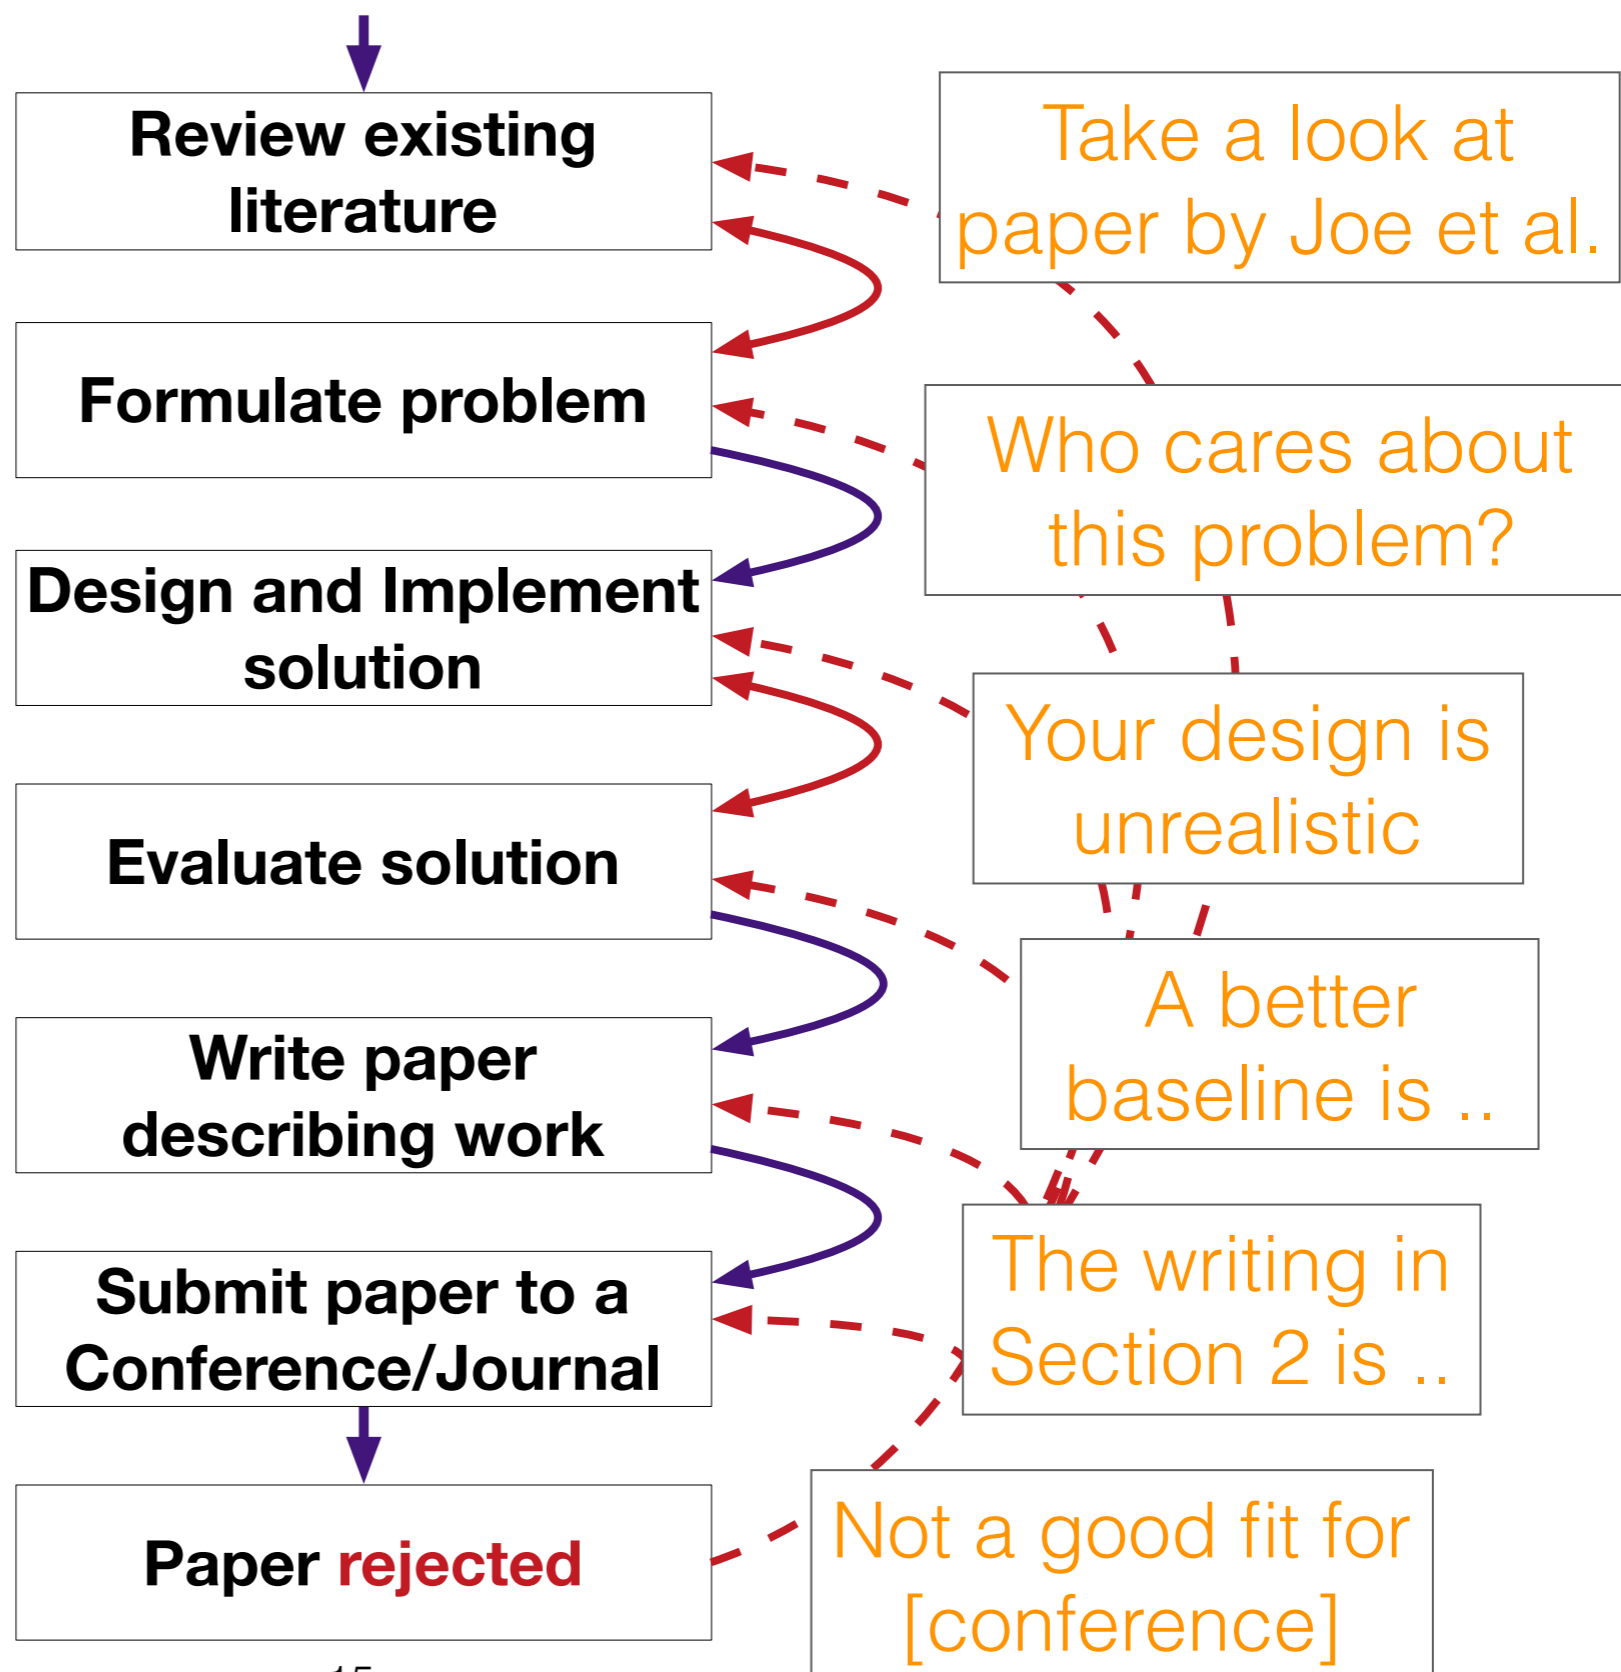 Review existing
literature
Take a look at
paper by Joe et al.
Formulate problem
Who cares about
this problem?
Design and Implement
solution
Your design is
unrealistic
Evaluate solution
A better
baseline is ..
Write paper
describing work
The writing in
Section 2 is ..
Submit paper to a
Conference/Journal
Paper rejected
Not a good fit for
[conference]